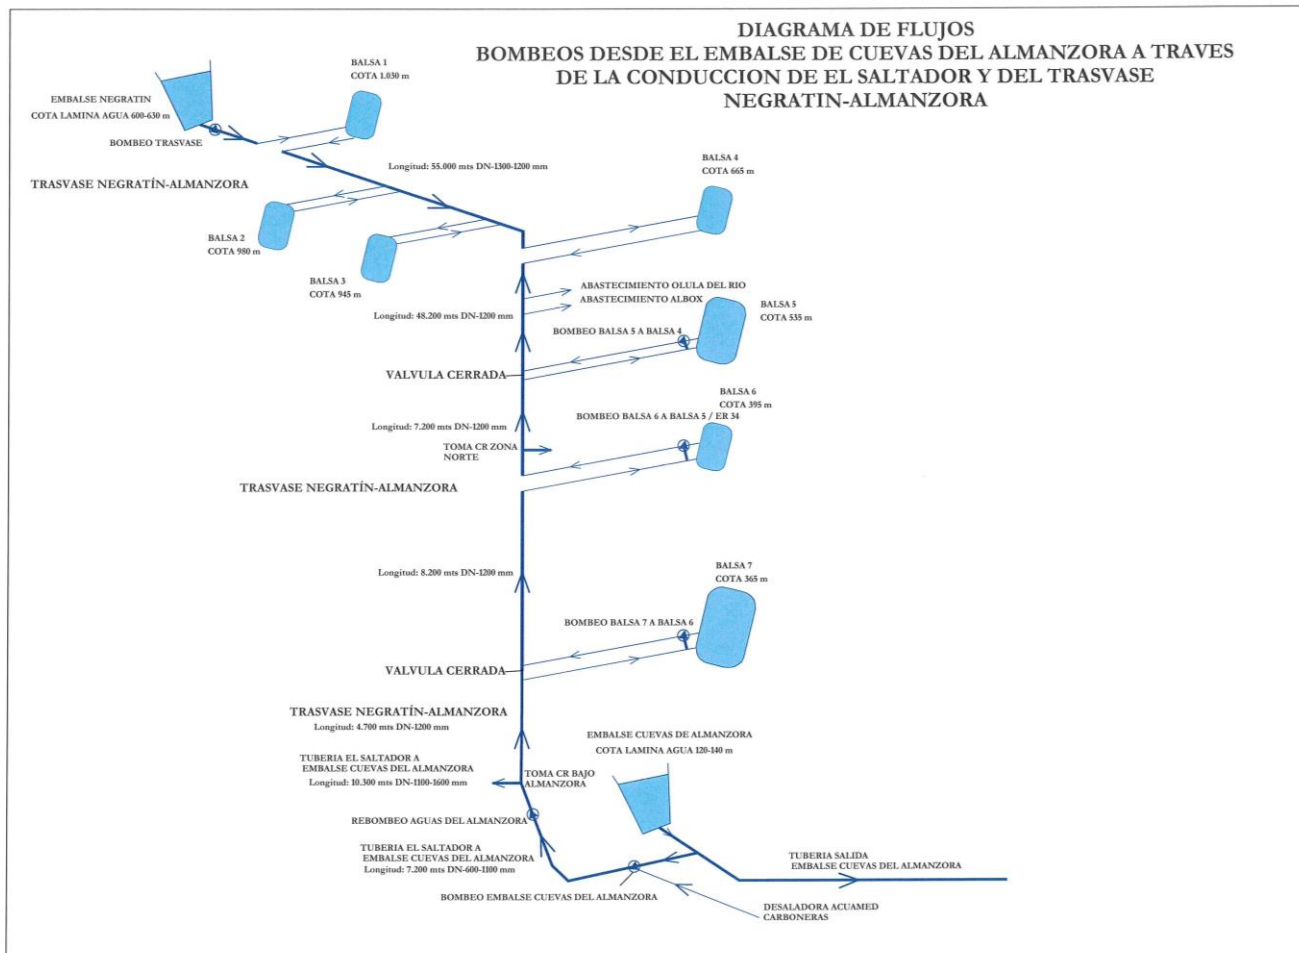 DIAGRAMA DE FLUJOS
BOMBEOS DESDE EL EMBALSE DE CUEVAS DEL ALMANZORA A TRAVES
DE LA CONDUCCION DE EL SALTADOR Y DEL TRASVASE
NEGRATIN-ALMANZORA
BALSA 1
COTA 1.030 m
EMBALSE NEGRATIN
COTA LAMINA AGUA 600-630 m
BOMBEO TRASVASE
Longitud: 55.000 mts DN-1300-1200 mm
BALSA 4
COTA 665 m
TRASVASE NEGRATÍN-ALMANZORA
BALSA 2
COTA 980 m
BALSA 3
COTA 945 m
ABASTECIMIENTO OLULA DEL RIO
ABASTECIMIENTO ALBOX
BALSA 5
COTA 535 m
Longitud: 48.200 mts DN-1200 mm
BOMBEO BALSA 5 A BALSA 4
VALVULA CERRADA
BALSA 6
COTA 395 m
BOMBEO BALSA 6 A BALSA 5 / ER 34
Longitud: 7.200 mts DN-1200 mm
TOMA CR ZONA
NORTE
TRASVASE NEGRATÍN-ALMANZORA
Longitud: 8.200 mts DN-1200 mm
BALSA 7
COTA 365 m
BOMBEO BALSA 7 A BALSA 6
VALVULA CERRADA
TRASVASE NEGRATÍN-ALMANZORA
Longitud: 4.700 mts DN-1200 mm
EMBALSE CUEVAS DE ALMANZORA
COTA LAMINA AGUA 120-140 m
TUBERIA EL SALTADOR A
EMBALSE CUEVAS DEL ALMANZORA
Longitud: 10.300 mts DN-1100-1600 mm
TOMA CR BAJO
ALMANZORA
REBOMBEO AGUAS DEL ALMANZORA
TUBERIA EL SALTADOR A
EMBALSE CUEVAS DEL ALMANZORA
Longitud: 7.200 mts DN-600-1100 mm
TUBERIA SALIDA
EMBALSE CUEVAS DEL ALMANZORA
BOMBEO EMBALSE CUEVAS DEL ALMANZORA
DESALADORA ACUAMED
CARBONERAS